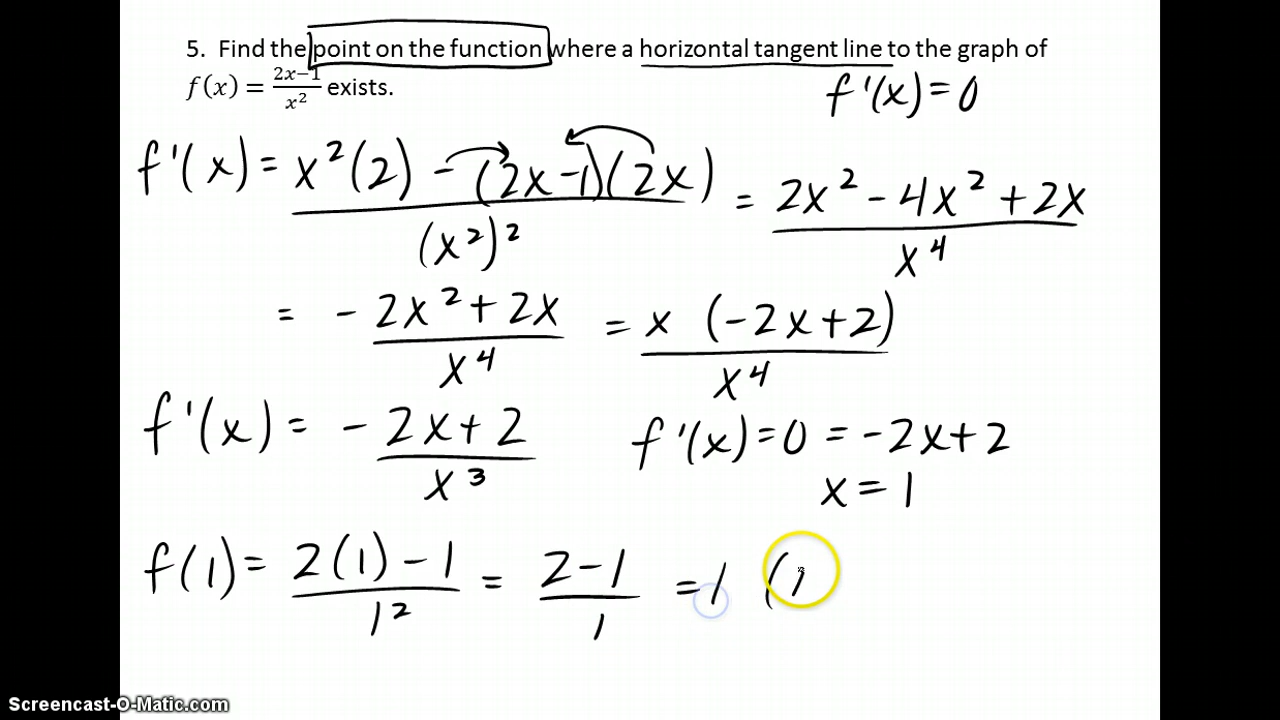 5. Find the point on the function where a horizontal tangent line to the graph of
f(x) = (2x−1)/x² exists.
f'(x) = 0
f'(x) = (x²(2) - (2x-1)(2x))/(x²)² = (2x² - 4x² + 2x)/x⁴
= (-2x² + 2x)/x⁴ = (x (-2x+2))/x⁴
f'(x) = (-2x+2)/x³
f'(x) = 0 = -2x+2
x = 1
f(1) = (2(1) - 1)/1² = (2-1)/1 = 1 (1
Screencast-O-Matic.com